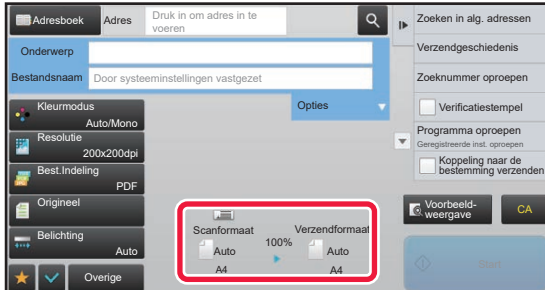 Adresboek
Adres
Druk in om adres in te
voeren
Onderwerp
Bestandsnaam
Door systeeminstellingen vastgezet
Opties
Kleurmodus
Auto/Mono
Resolutie
200x200dpi
Best.Indeling
PDF
Origineel
Belichting
Auto
Overige
Scanformaat
Auto
A4
100%
Verzendformaat
Auto
A4
Zoeken in alg. adressen
Verzendgeschiedenis
Zoeknummer oproepen
Verificatiestempel
Programma oproepen
Geregistreerde inst. oproepen
Koppeling naar de
bestemming verzenden
Voorbeeld-
weergave
CA
Start